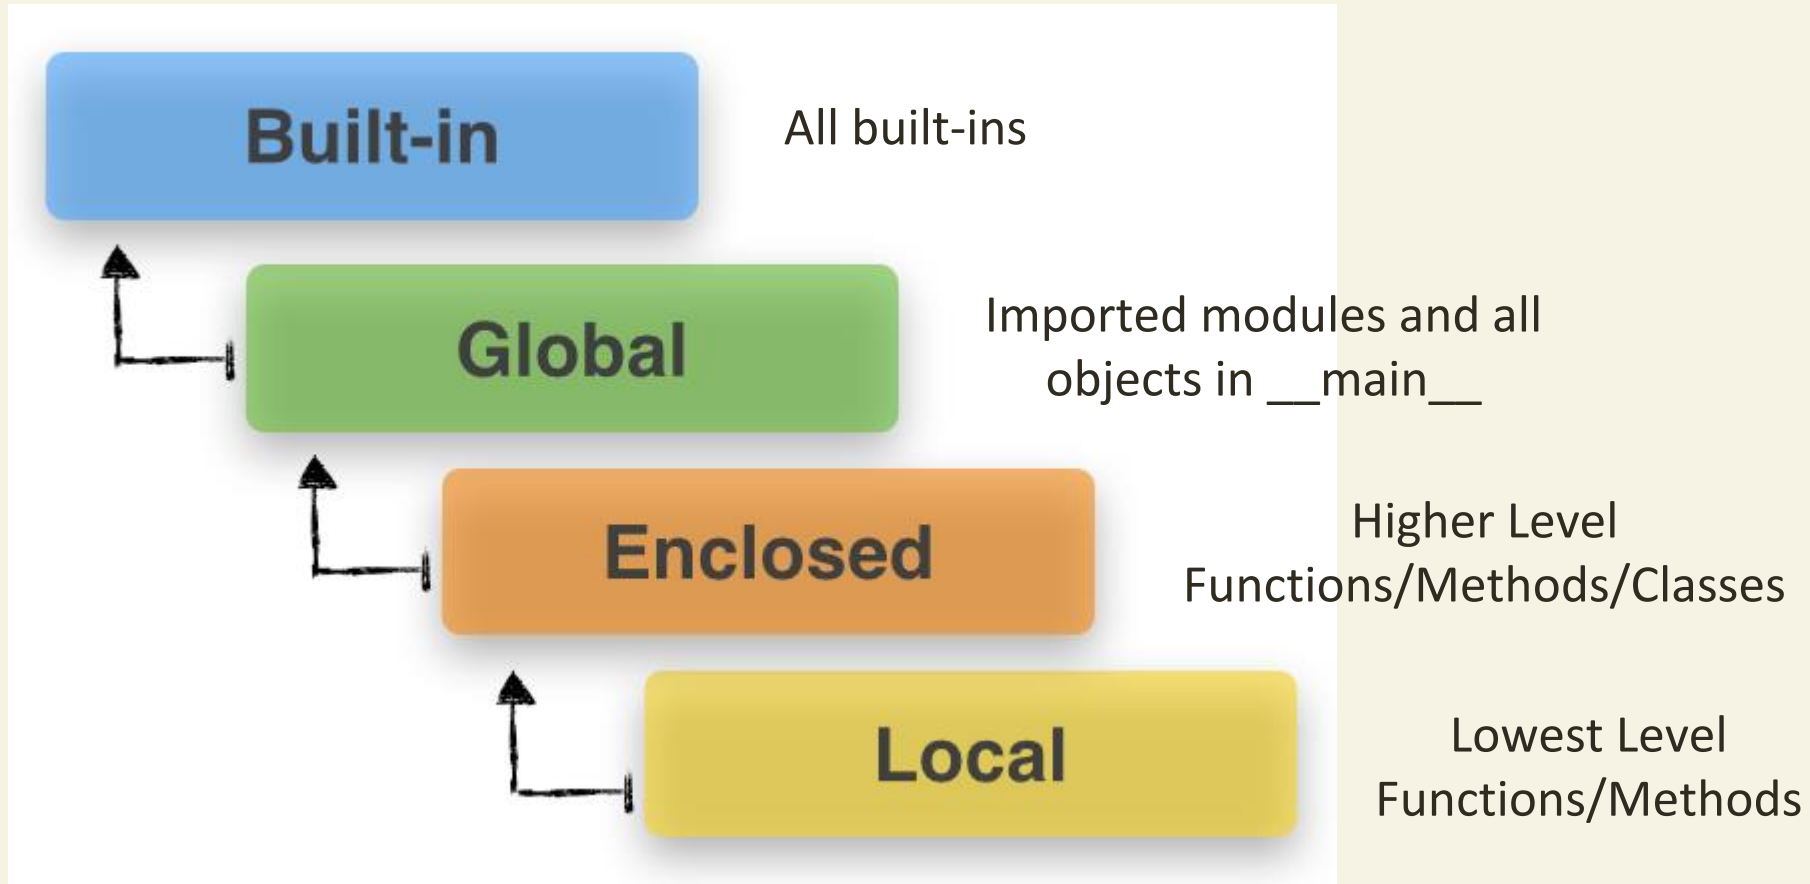 Built-in
All built-ins
Global
Imported modules and all
objects in __main__
Enclosed
Higher Level
Functions/Methods/Classes
Local
Lowest Level
Functions/Methods